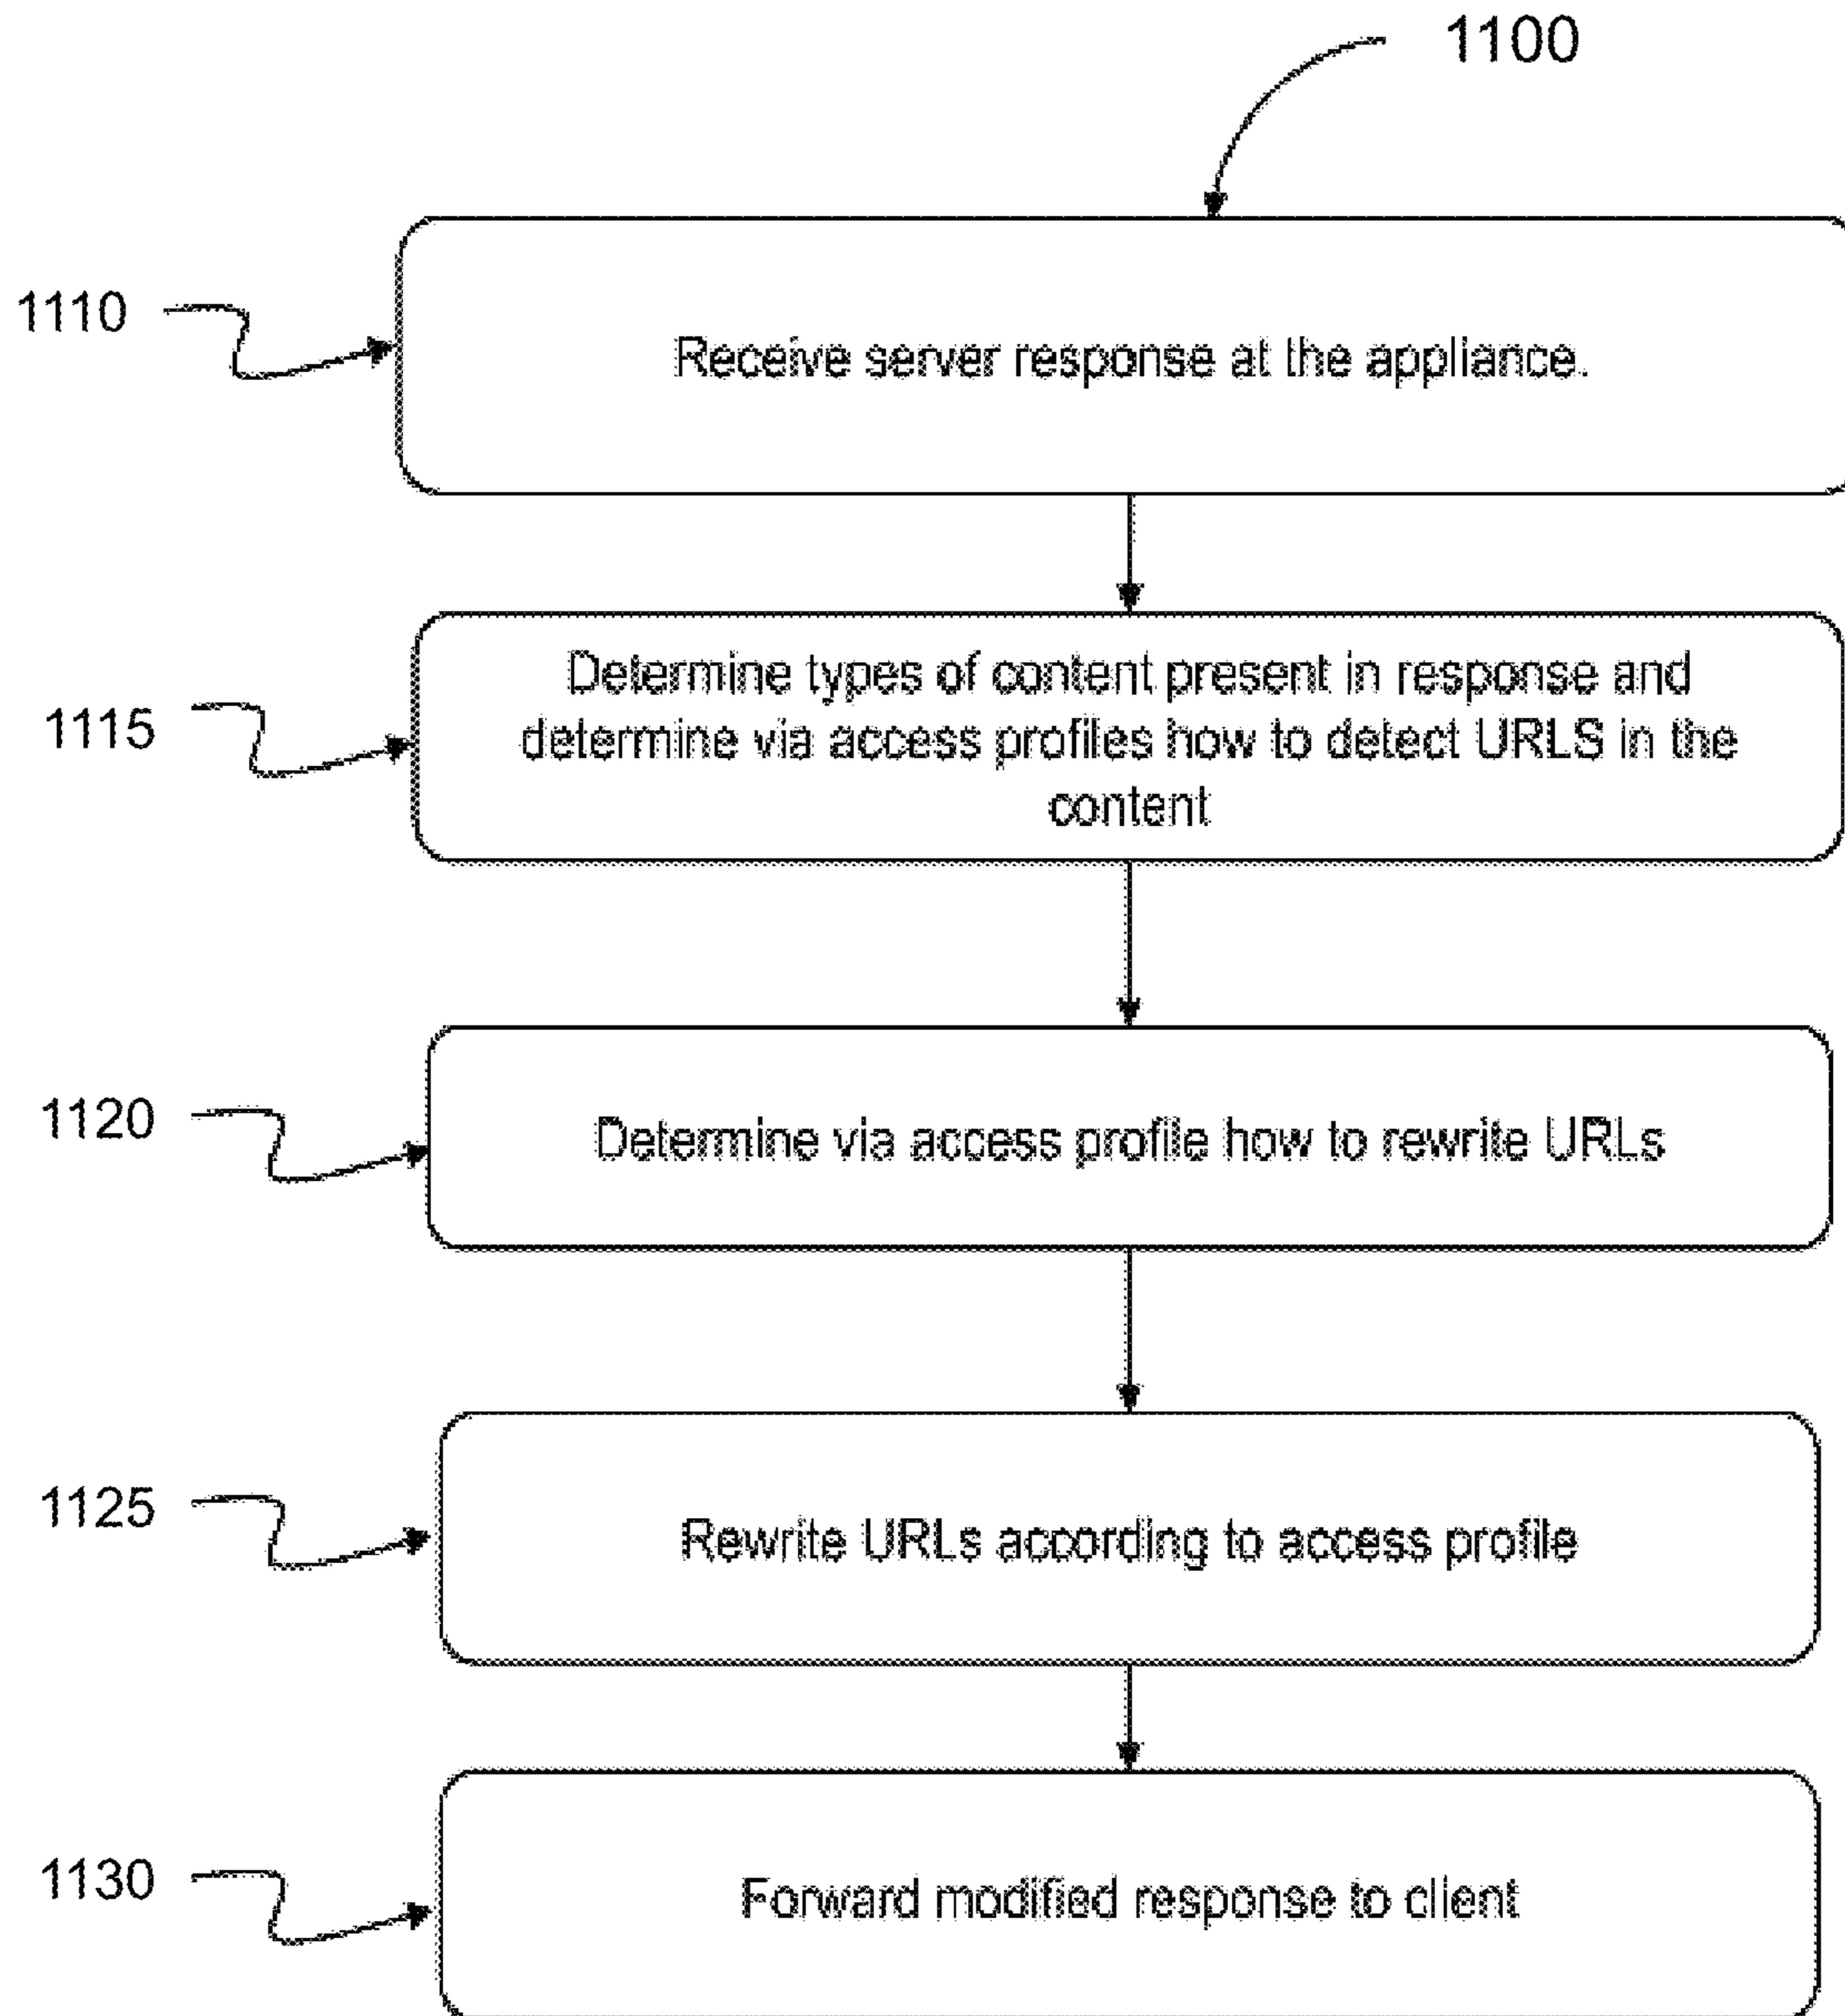 1100
1110
Receive server response at the appliance.
1115
Determine types of content present in response and
determine via access profiles how to detect URLS in the
content
1120
Determine via access profile how to rewrite URLs
1125
Rewrite URLs according to access profile
1130
Forward modified response to client